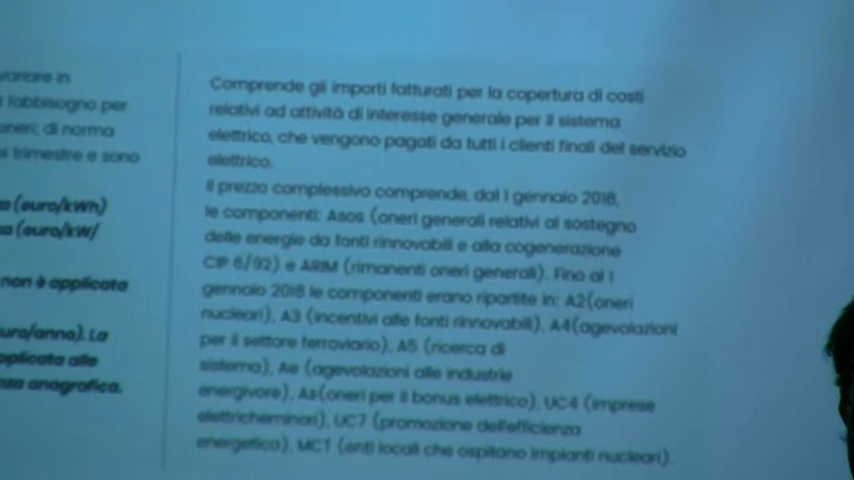 variare in
fabbisogno per
oneri; di norma
trimestre e sono
(euro/kWh)
(euro/kW/
non è applicata
euro/anno). La
applicata alle
anagrafica.
Comprende gli importi fatturati per la copertura di costi
relativi ad attività di interesse generale per il sistema
elettrico, che vengono pagati da tutti i clienti finali del servizio
elettrico.
Il prezzo complessivo comprende, dal 1 gennaio 2018,
le componenti: Asos (oneri generali relativi al sostegno
delle energie da fonti rinnovabili e alla cogenerazione
CIP 6/92) e ARIM (rimanenti oneri generali). Fino al 1
gennaio 2018 le componenti erano ripartite in: A2(oneri
nucleari), A3 (incentivi alle fonti rinnovabili), A4(agevolazioni
per il settore ferroviario), A5 (ricerca di
sistema), Ae (agevolazioni alle industrie
energivore), As(oneri per il bonus elettrico), UC4 (imprese
elettricheminori), UC7 (promozione dell'efficienza
energetica), MCT (enti locali che ospitano impianti nucleari).